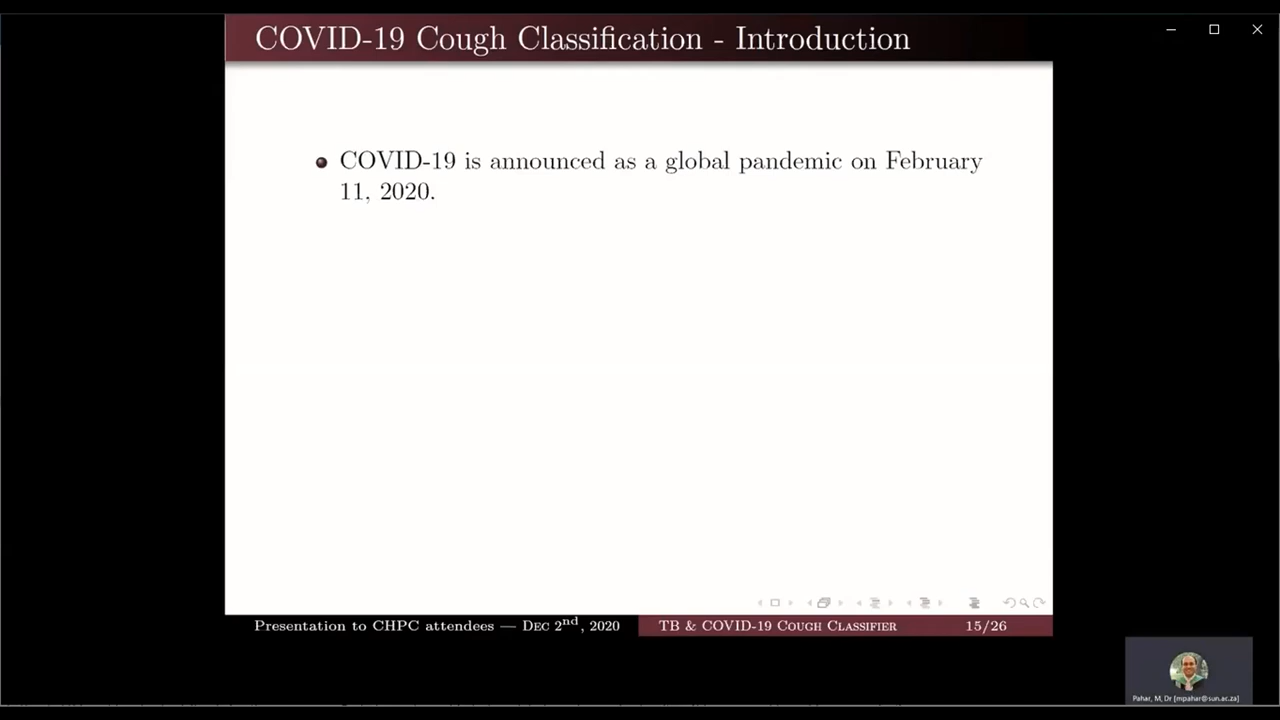 COVID-19 Cough Classification - Introduction
COVID-19 is announced as a global pandemic on February
11, 2020.
Presentation to CHPC attendees — Dec 2nd, 2020
TB & COVID-19 Cough Classifier
15/26
Pahar, M, Dr [mpahar@sun.ac.za]